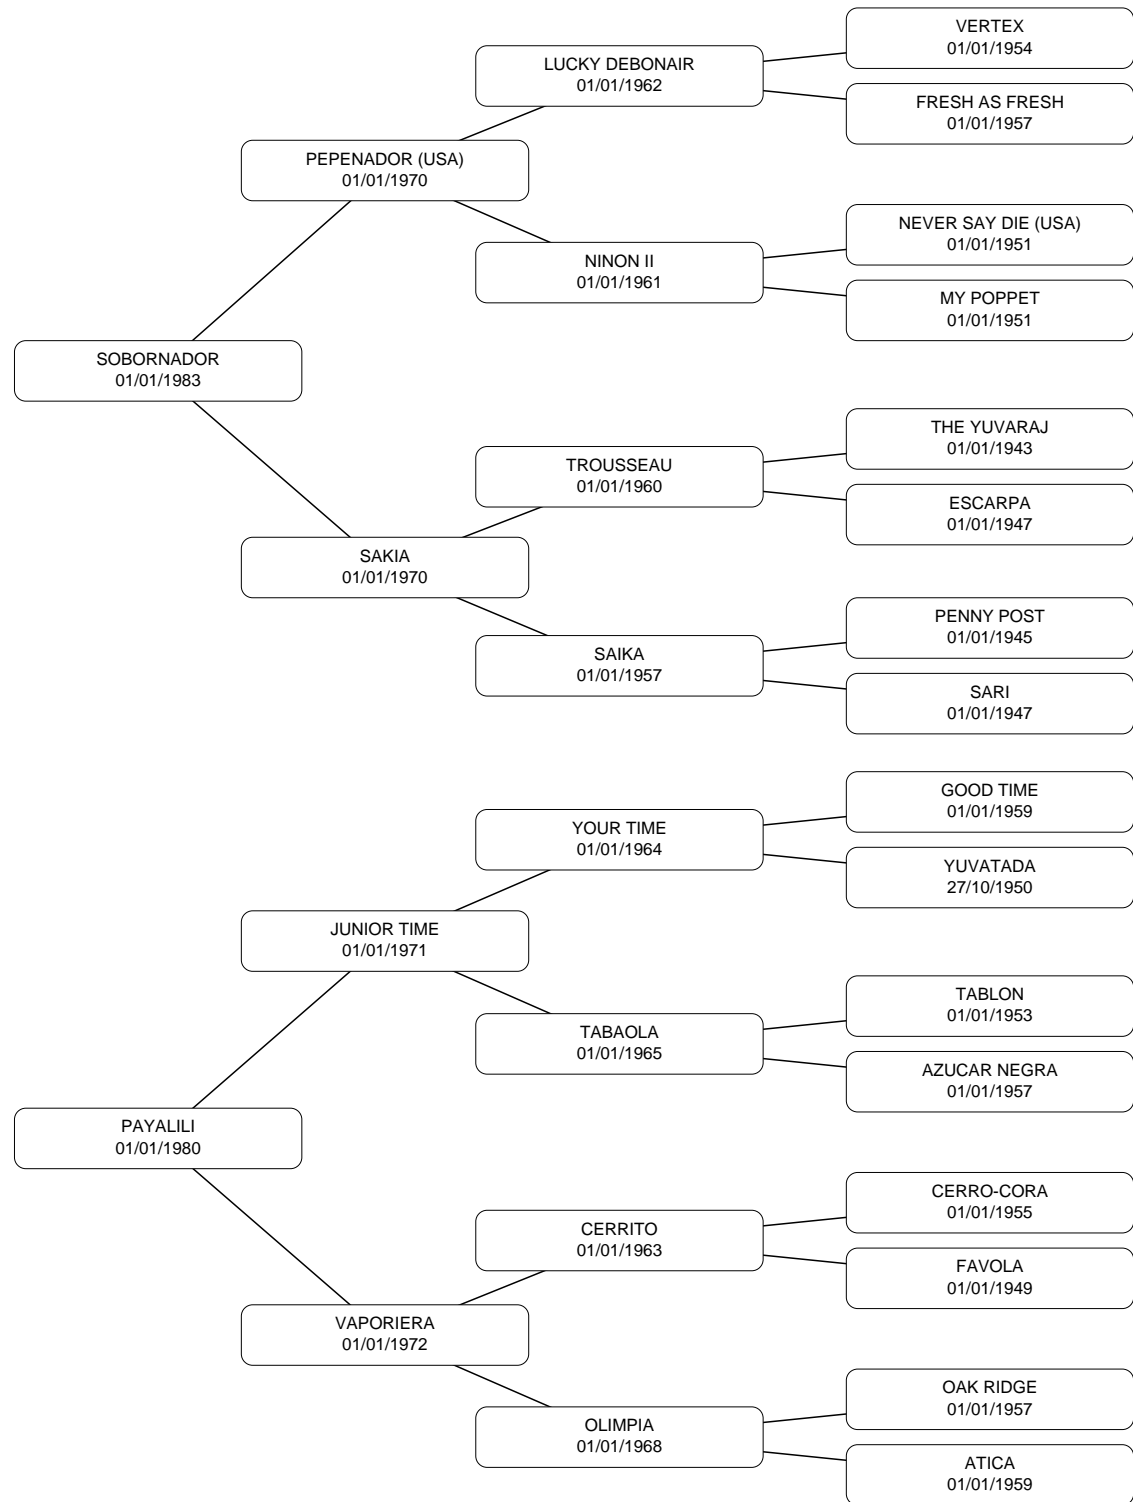 VERTEX
01/01/1954
LUCKY DEBONAIR
01/01/1962
FRESH AS FRESH
01/01/1957
PEPENADOR (USA)
01/01/1970
NEVER SAY DIE (USA)
01/01/1951
NINON II
01/01/1961
MY POPPET
01/01/1951
SOBORNADOR
01/01/1983
THE YUVARAJ
01/01/1943
TROUSSEAU
01/01/1960
ESCARPA
01/01/1947
SAKIA
01/01/1970
PENNY POST
01/01/1945
SAIKA
01/01/1957
SARI
01/01/1947
GOOD TIME
01/01/1959
YOUR TIME
01/01/1964
YUVATADA
27/10/1950
JUNIOR TIME
01/01/1971
TABLON
01/01/1953
TABAOLA
01/01/1965
AZUCAR NEGRA
01/01/1957
PAYALILI
01/01/1980
CERRO-CORA
01/01/1955
CERRITO
01/01/1963
FAVOLA
01/01/1949
VAPORIERA
01/01/1972
OAK RIDGE
01/01/1957
OLIMPIA
01/01/1968
ATICA
01/01/1959